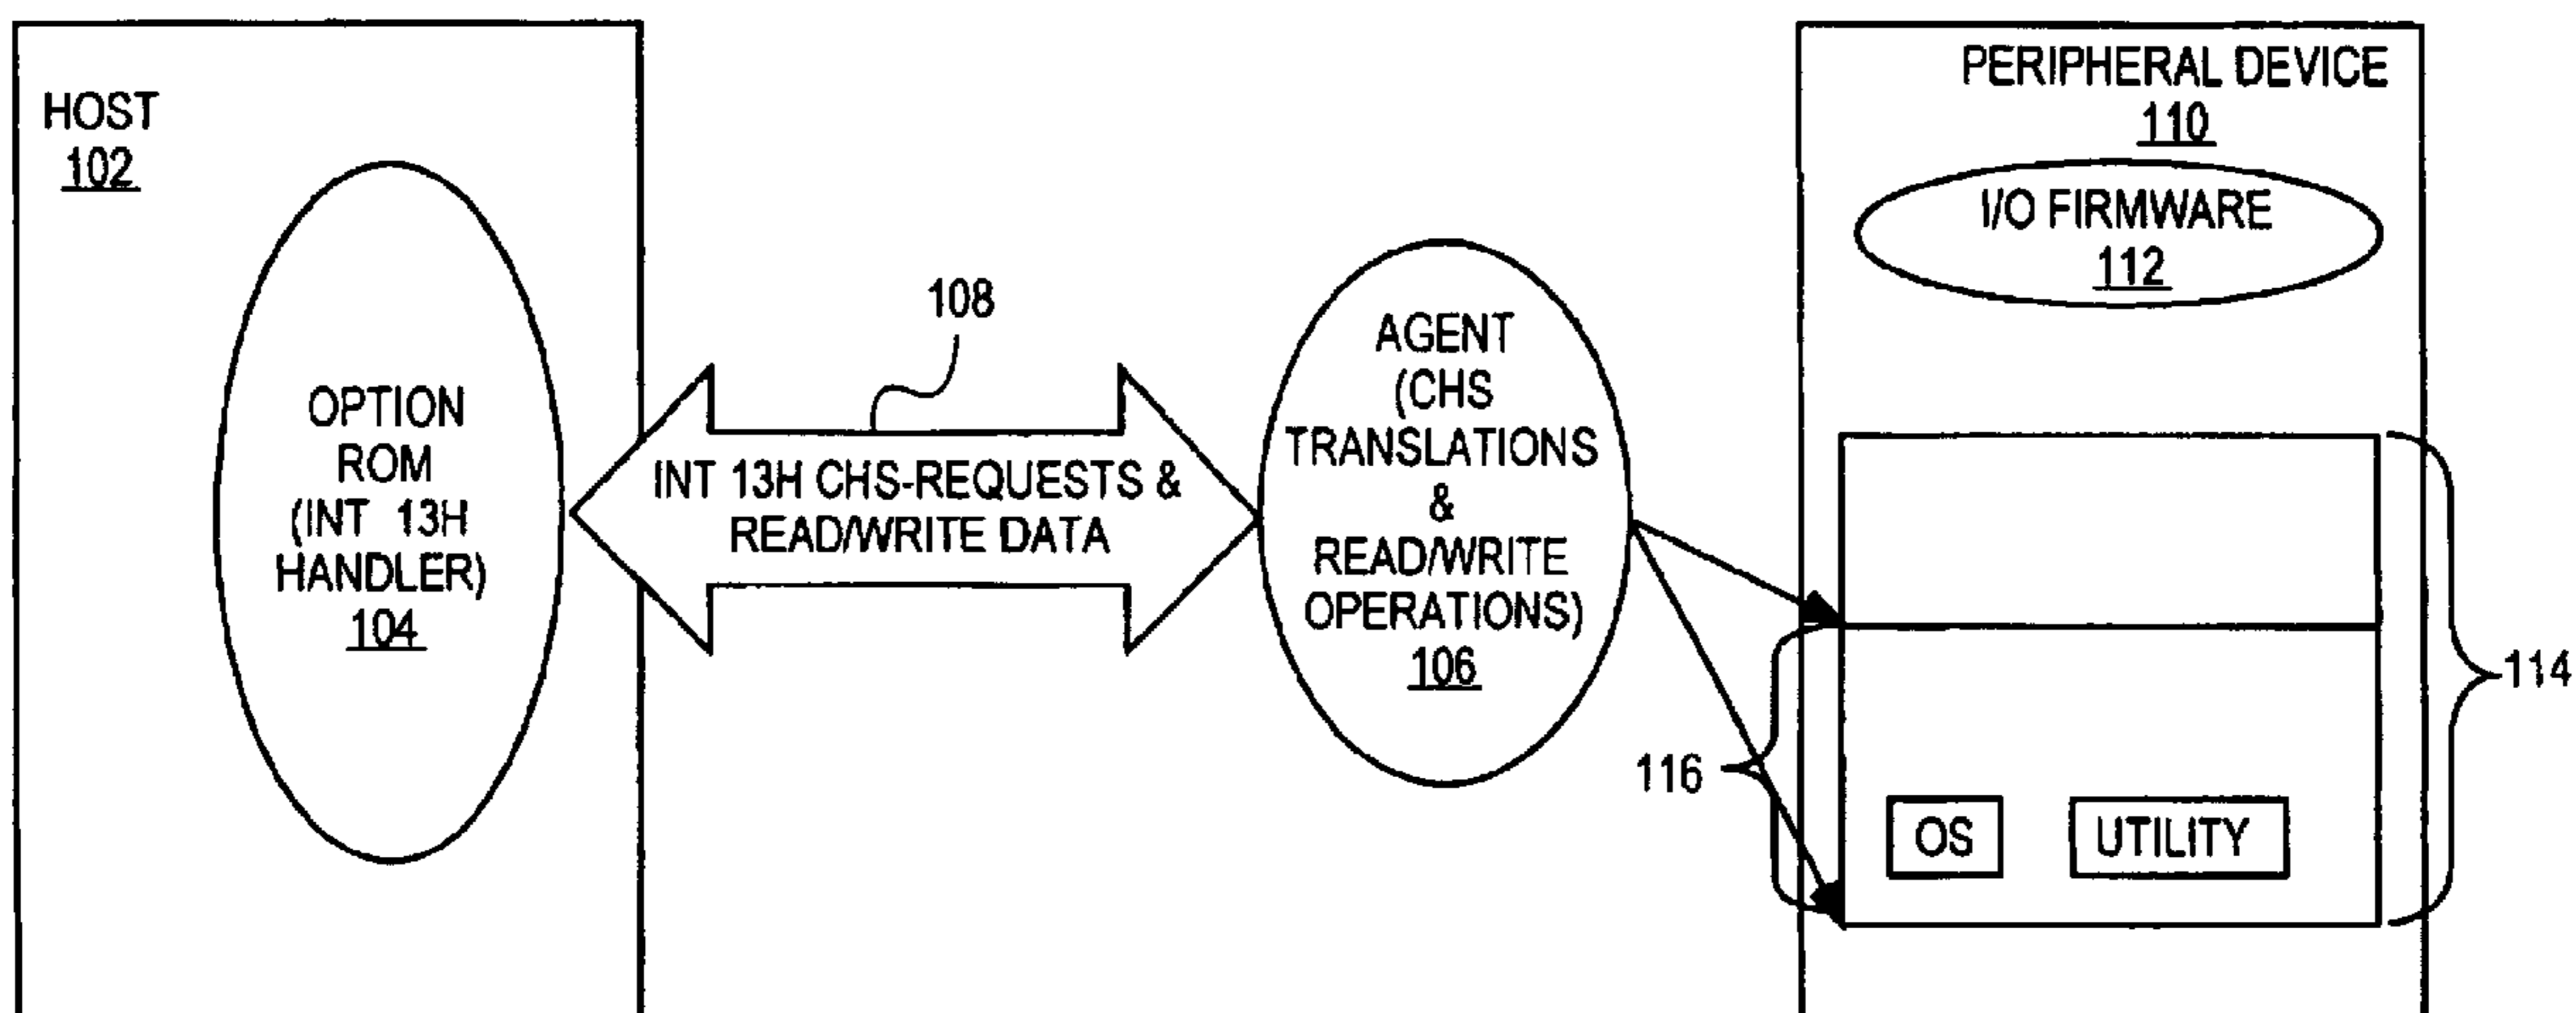 HOST
102
OPTION
ROM
(INT 13H
HANDLER)
104
108
INT 13H CHS-REQUESTS &
READ/WRITE DATA
AGENT
(CHS
TRANSLATIONS
&
READ/WRITE
OPERATIONS)
106
PERIPHERAL DEVICE
110
I/O FIRMWARE
112
114
116
OS
UTILITY